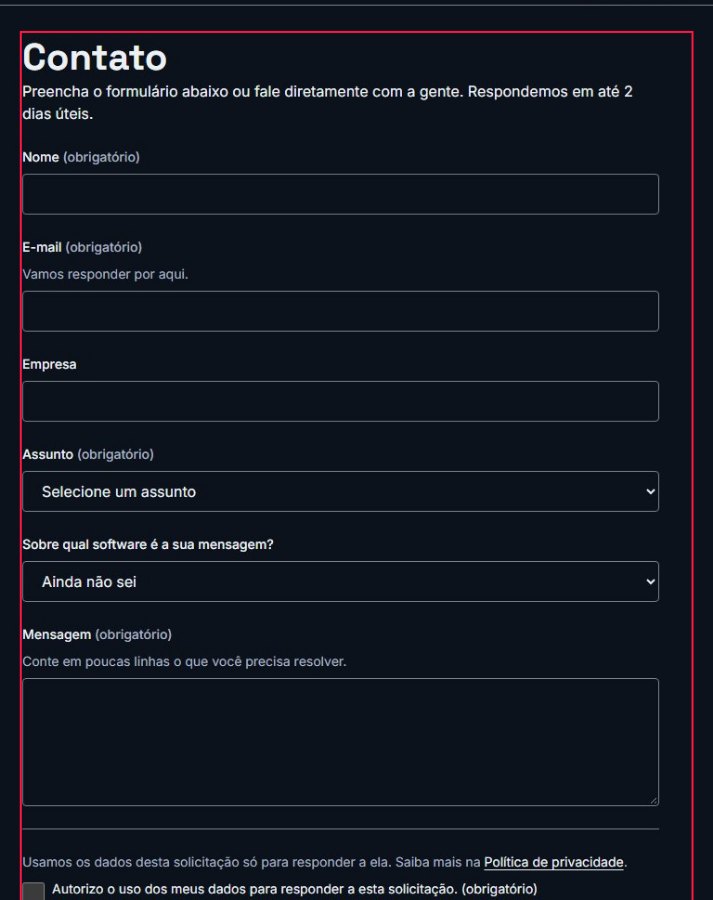 Contato
Preencha o formulário abaixo ou fale diretamente com a gente. Respondemos em até 2
dias úteis.
Nome (obrigatório)
E-mail (obrigatório)
Vamos responder por aqui.
Empresa
Assunto (obrigatório)
Selecione um assunto
Sobre qual software é a sua mensagem?
Ainda não sei
Mensagem (obrigatório)
Conte em poucas linhas o que você precisa resolver.
Usamos os dados desta solicitação só para responder a ela. Saiba mais na Política de privacidade.
Autorizo o uso dos meus dados para responder a esta solicitação. (obrigatório)